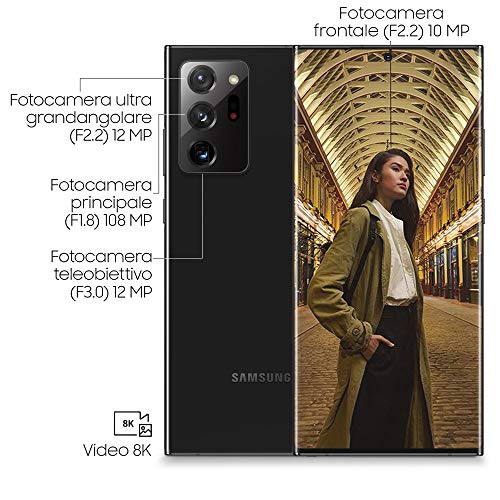 Fotocamera
frontale (F2.2) 10 MP
Fotocamera ultra
grandangolare
(F2.2) 12 MP
Fotocamera
principale
(F1.8) 108 MP
Fotocamera
teleobiettivo
(F3.0) 12 MP
SAMSUNG
8K
Video 8K